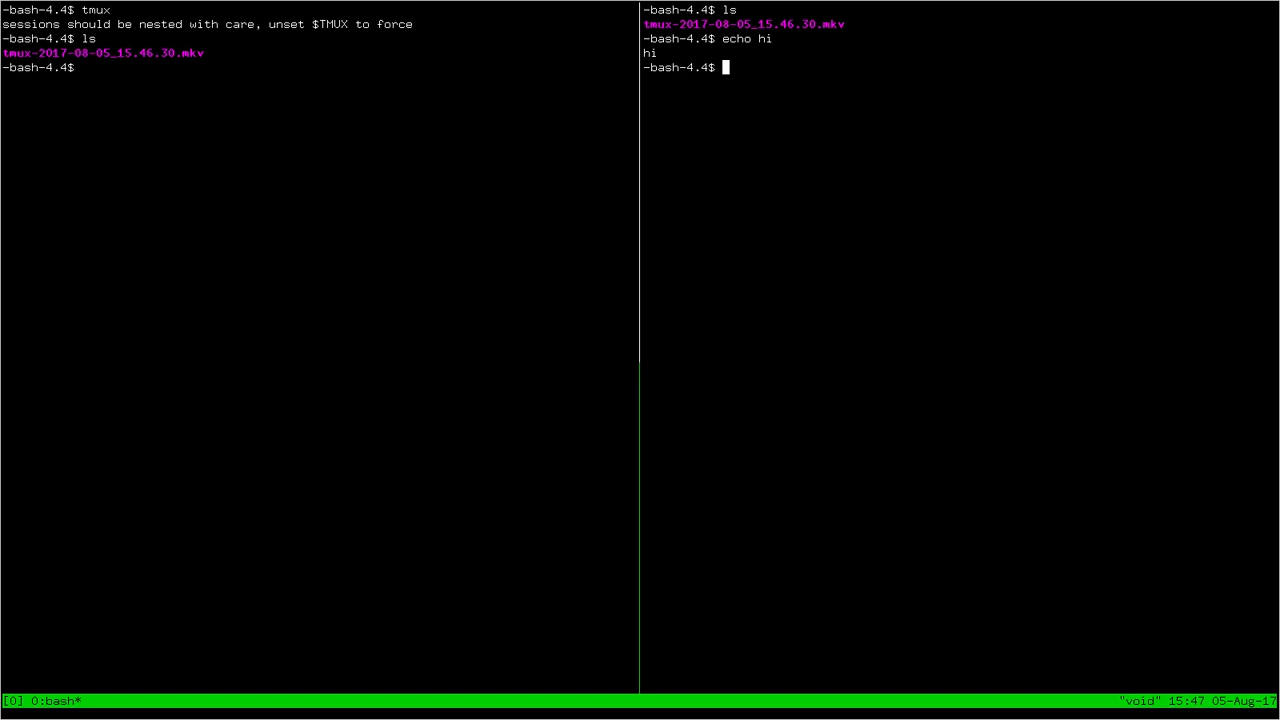 -bash-4.4$ tmux
sessions should be nested with care, unset $TMUX to force
-bash-4.4$ ls
tmux-2017-08-05_15.46.30.mkv
-bash-4.4$
-bash-4.4$ ls
tmux-2017-08-05_15.46.30.mkv
-bash-4.4$ echo hi
hi
-bash-4.4$
[0] 0:bash* "void" 15:47 05-Aug-17